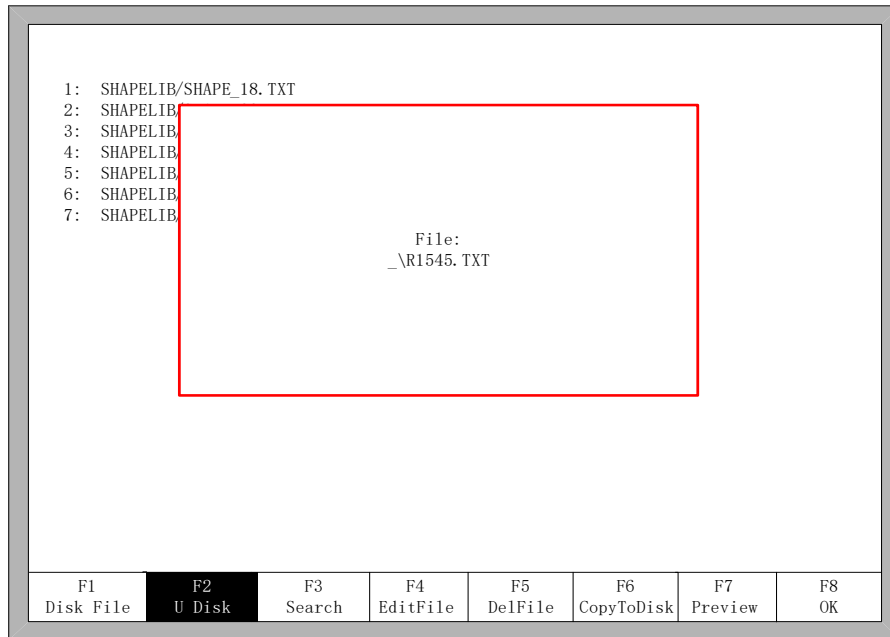 1: SHAPELIB/SHAPE_18.TXT
2: SHAPELIB/
3: SHAPELIB/
4: SHAPELIB/
5: SHAPELIB/
6: SHAPELIB/
7: SHAPELIB/
File:
_\R1545.TXT
F1 F2 F3 F4 F5 F6 F7 F8
Disk File U Disk Search EditFile DelFile CopyToDisk Preview OK